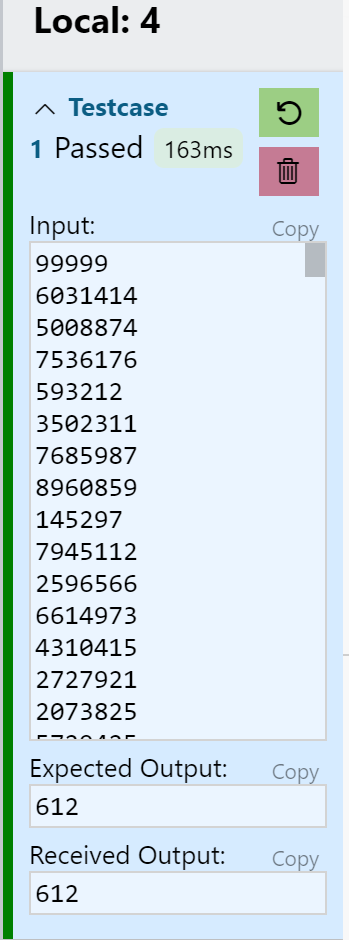 Local: 4
Testcase
1 Passed 163ms
Input: Copy
99999
6031414
5008874
7536176
593212
3502311
7685987
8960859
145297
7945112
2596566
6614973
4310415
2727921
2073825
Expected Output: Copy
612
Received Output: Copy
612